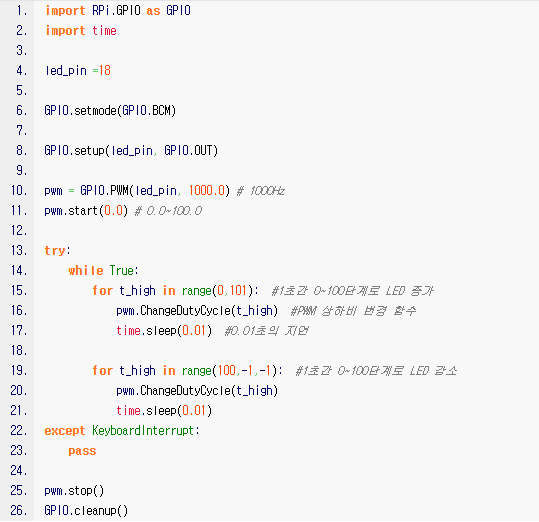 1. import RPi.GPIO as GPIO
2. import time
3.
4. led_pin =18
5.
6. GPIO.setmode(GPIO.BCM)
7.
8. GPIO.setup(led_pin, GPIO.OUT)
9.
10. pwm = GPIO.PWM(led_pin, 1000.0) # 1000Hz
11. pwm.start(0.0) # 0.0~100.0
12.
13. try:
14.     while True:
15.         for t_high in range(0,101):  #1초간 0~100단계로 LED 증가
16.             pwm.ChangeDutyCycle(t_high)  #PWM 상하비 변경 함수
17.             time.sleep(0.01)  #0.01초의 지연
18.
19.         for t_high in range(100,-1,-1):  #1초간 0~100단계로 LED 감소
20.             pwm.ChangeDutyCycle(t_high)
21.             time.sleep(0.01)
22. except KeyboardInterrupt:
23.     pass
24.
25. pwm.stop()
26. GPIO.cleanup()